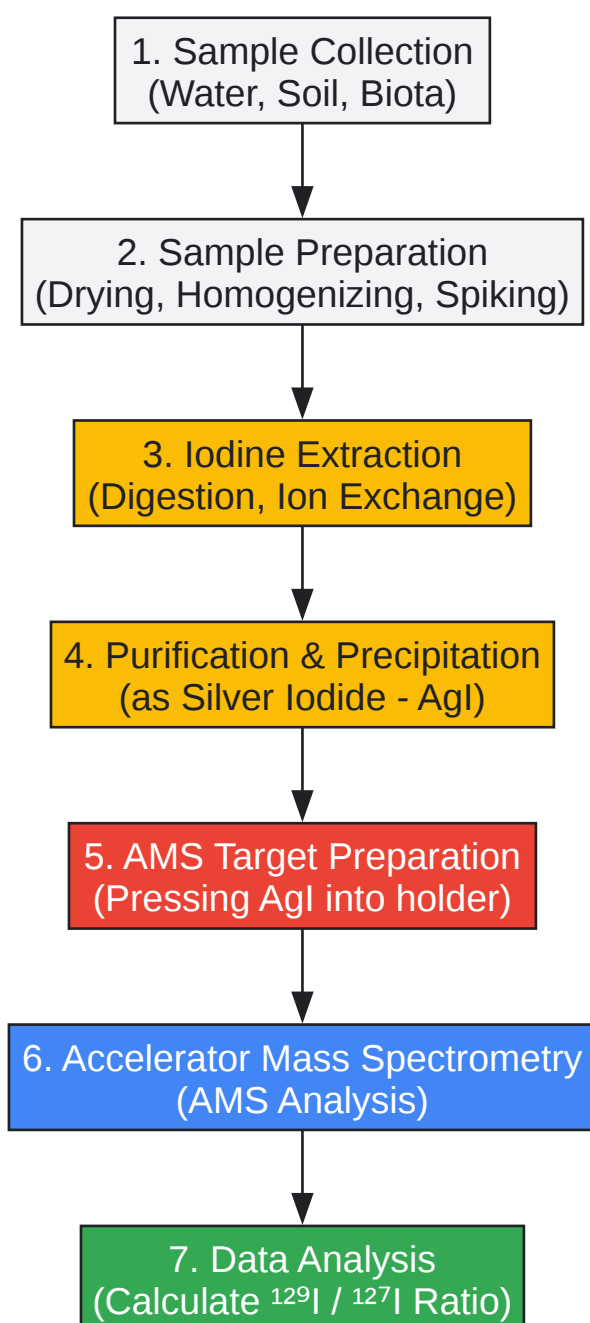 1. Sample Collection
(Water, Soil, Biota)
2. Sample Preparation
(Drying, Homogenizing, Spiking)
3. Iodine Extraction
(Digestion, Ion Exchange)
4. Purification & Precipitation
(as Silver Iodide - AgI)
5. AMS Target Preparation
(Pressing AgI into holder)
6. Accelerator Mass Spectrometry
(AMS Analysis)
7. Data Analysis
(Calculate ¹²⁹I / ¹²⁷I Ratio)